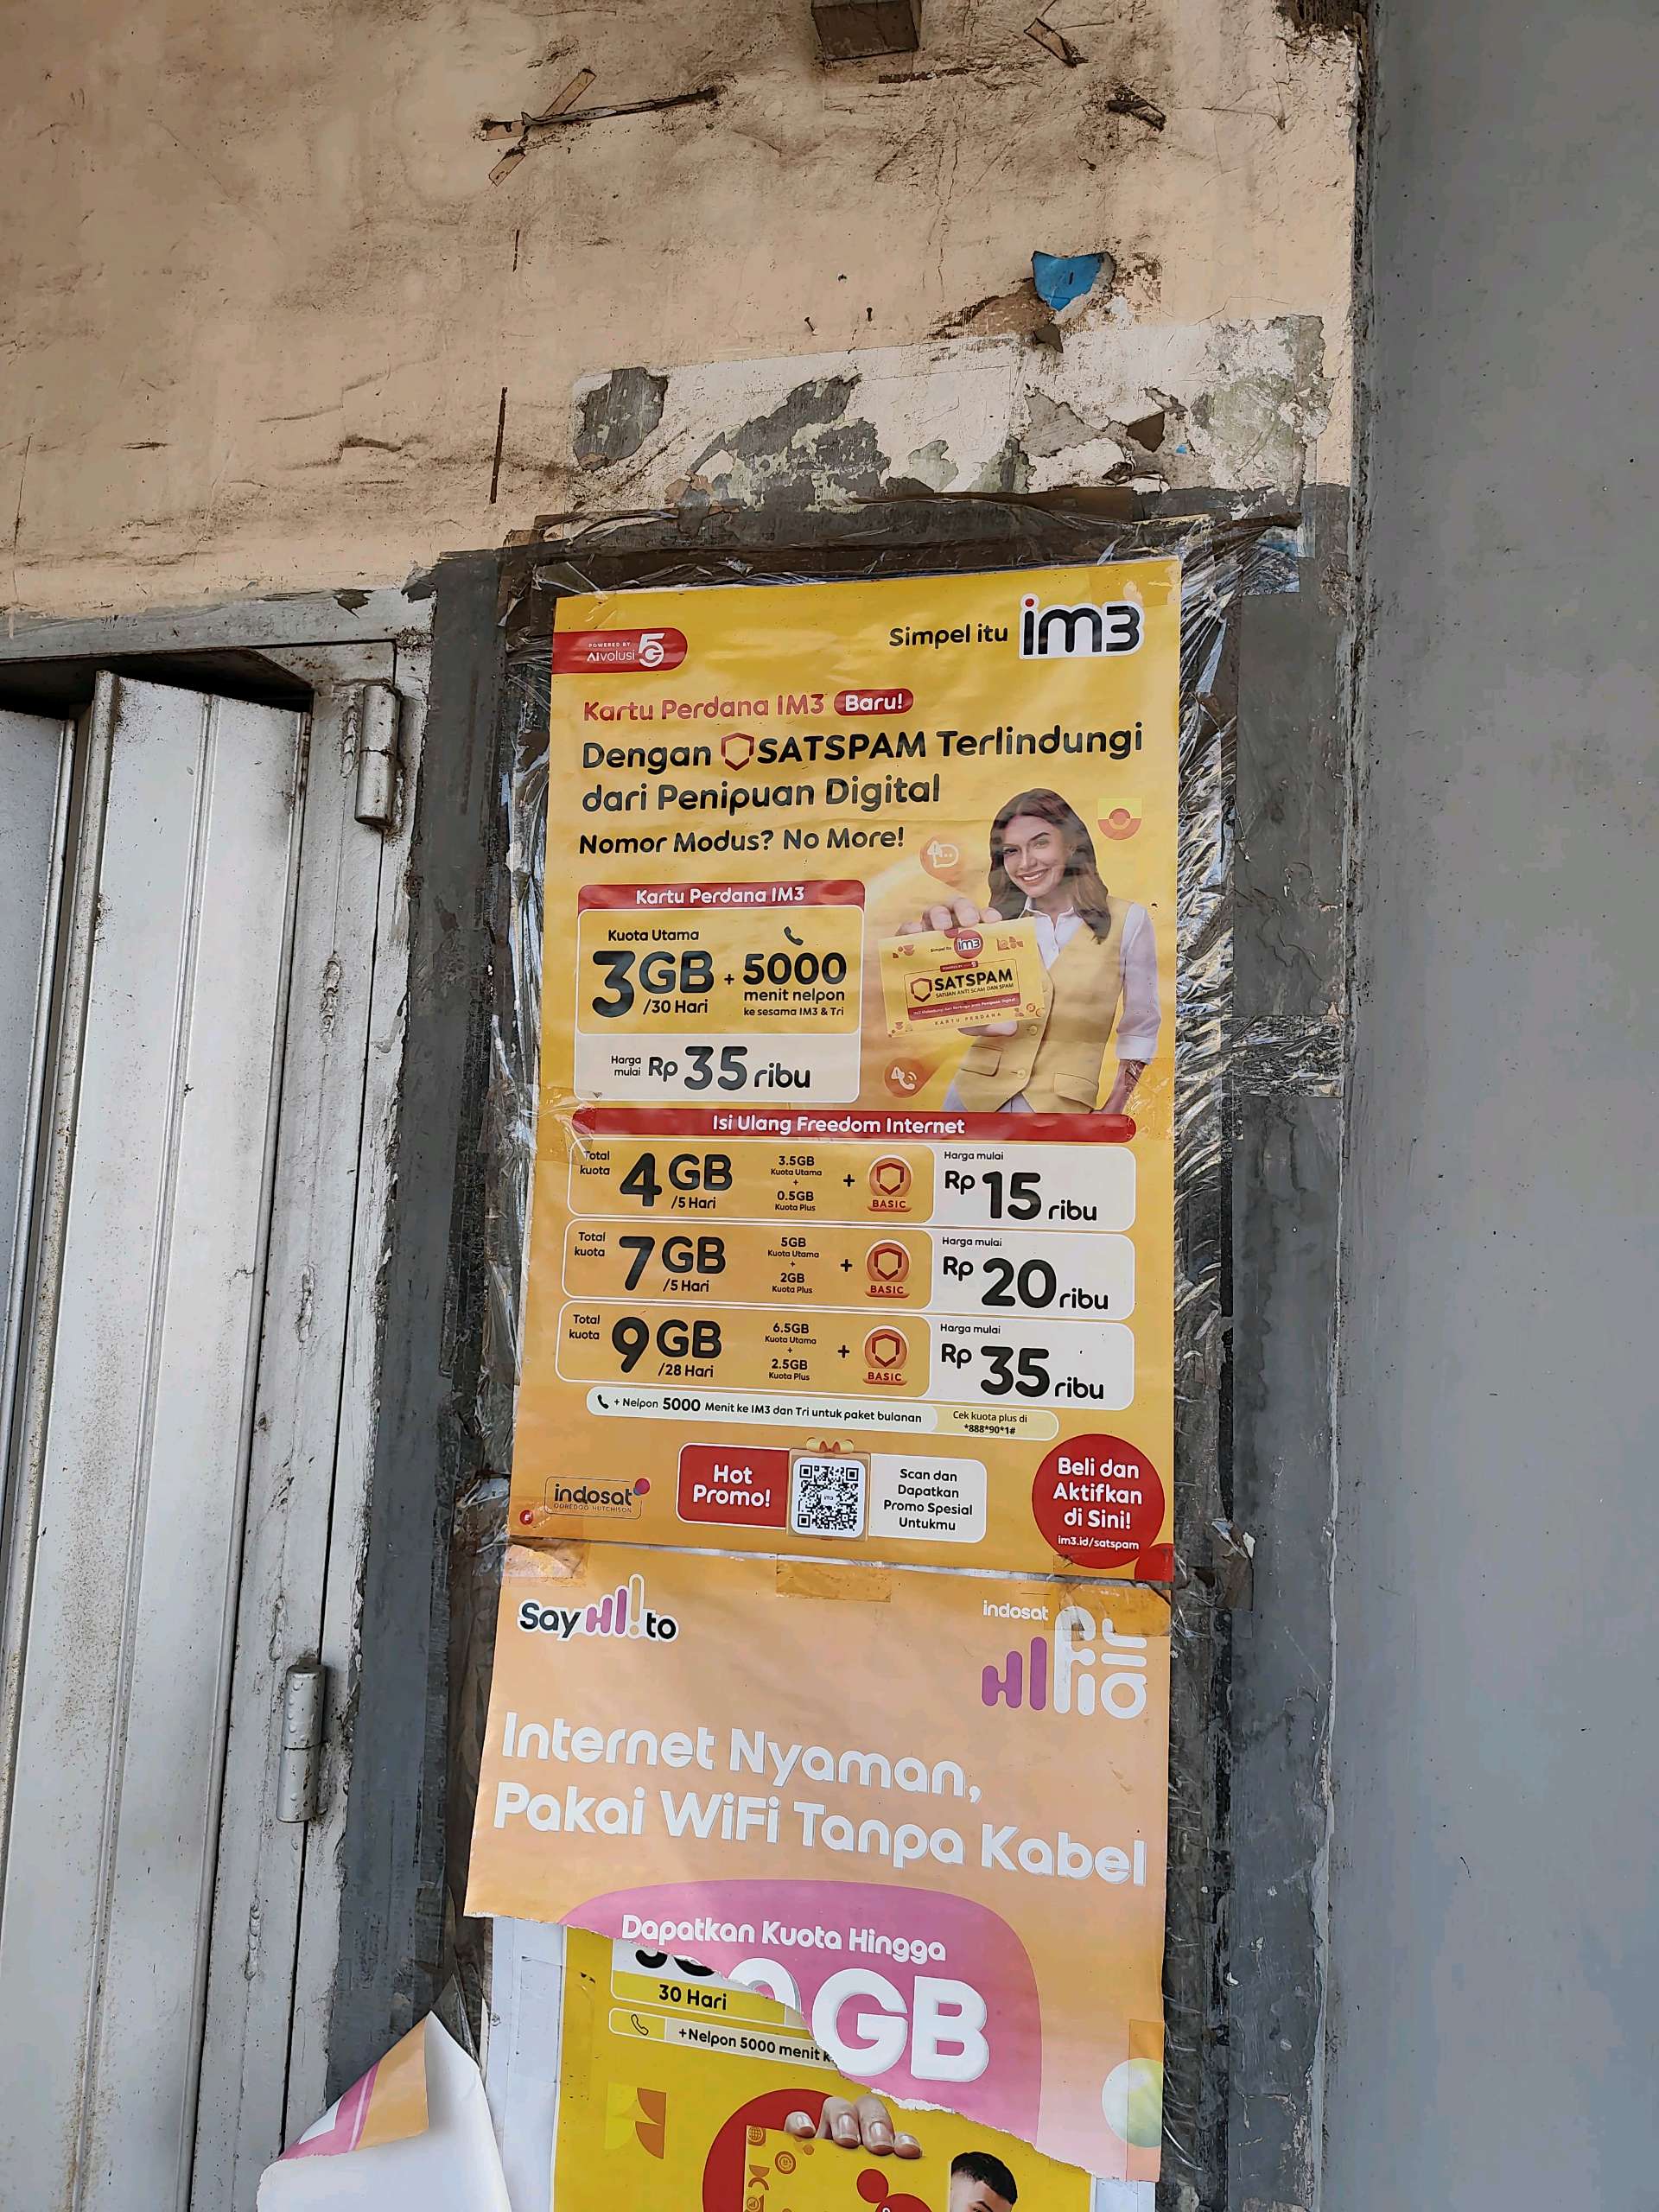 POWERED BY
AIvolusi 5G
Simpel itu im3
Kartu Perdana IM3 Baru!
Dengan SATSPAM Terlindungi
dari Penipuan Digital
Nomor Modus? No More!
Kartu Perdana IM3
Kuota Utama
3GB + 5000
/30 Hari menit nelpon
ke sesama IM3 & Tri
Harga mulai Rp 35 ribu
Simpel itu im3
SATSPAM
SATUAN ANTI SCAM DAN SPAM
KARTU PERDANA
Isi Ulang Freedom Internet
Total kuota 4GB /5 Hari
3.5GB
Kuota Utama
+
0.5GB
Kuota Plus
+ BASIC
Harga mulai
Rp 15 ribu
Total kuota 7GB /5 Hari
5GB
Kuota Utama
+
2GB
Kuota Plus
+ BASIC
Harga mulai
Rp 20 ribu
Total kuota 9GB /28 Hari
6.5GB
Kuota Utama
+
2.5GB
Kuota Plus
+ BASIC
Harga mulai
Rp 35 ribu
+ Nelpon 5000 Menit ke IM3 dan Tri untuk paket bulanan
Cek kuota plus di
*888*90*1#
indosat
OOREDOO HUTCHISON
Hot
Promo!
Scan dan
Dapatkan
Promo Spesial
Untukmu
Beli dan
Aktifkan
di Sini!
im3.id/satspam
Say HI! to
indosat
HIFI air
Internet Nyaman,
Pakai WiFi Tanpa Kabel
Dapatkan Kuota Hingga
GB
30 Hari
+Nelpon 5000 menit